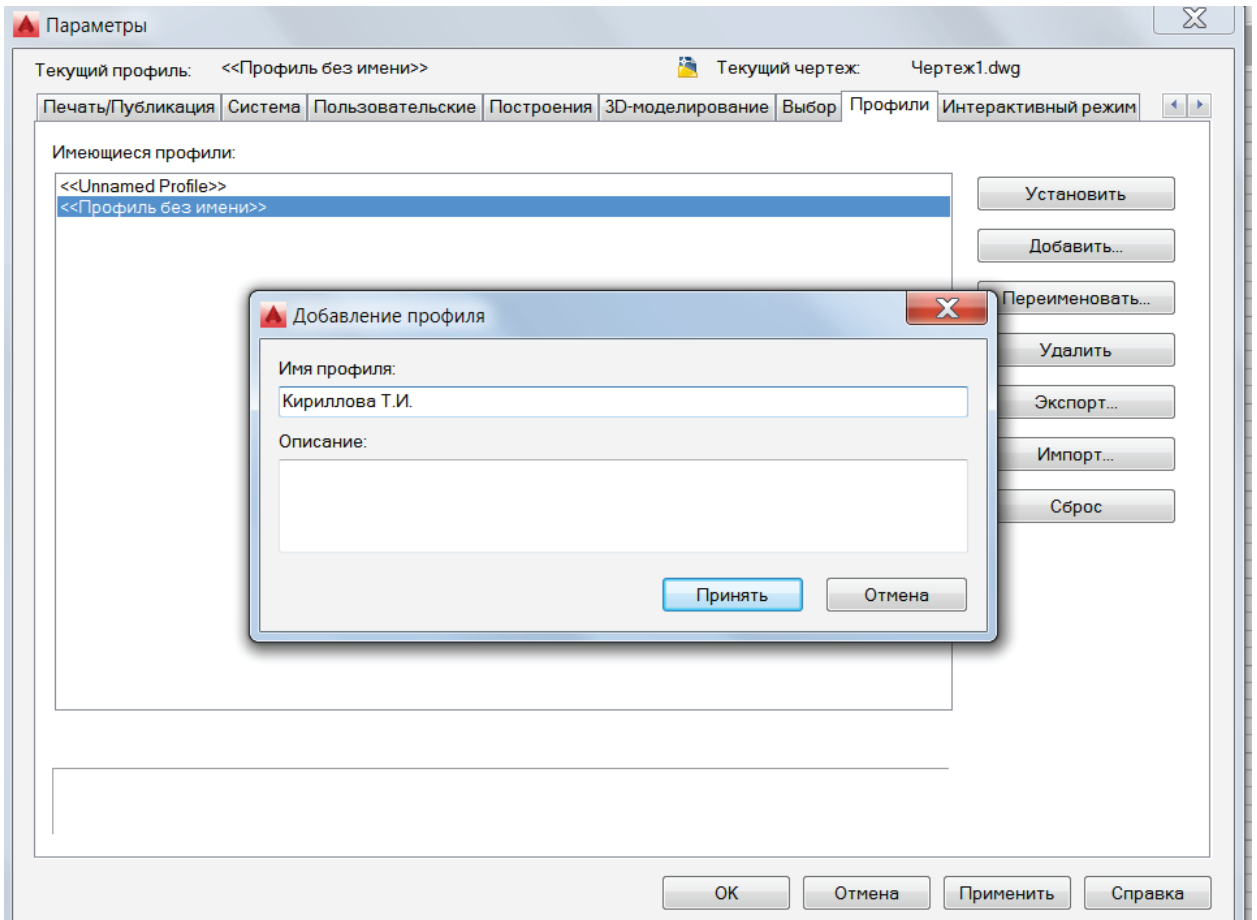 Параметры
Текущий профиль: <<Профиль без имени>> Текущий чертеж: Чертеж1.dwg
Печать/Публикация Система Пользовательские Построения 3D-моделирование Выбор Профили Интерактивный режим
Имеющиеся профили:
<<Unnamed Profile>>
<<Профиль без имени>>
Установить
Добавить...
Переименовать...
Удалить
Экспорт...
Импорт...
Сброс
Добавление профиля
Имя профиля:
Кириллова Т.И.
Описание:
Принять Отмена
OK Отмена Применить Справка